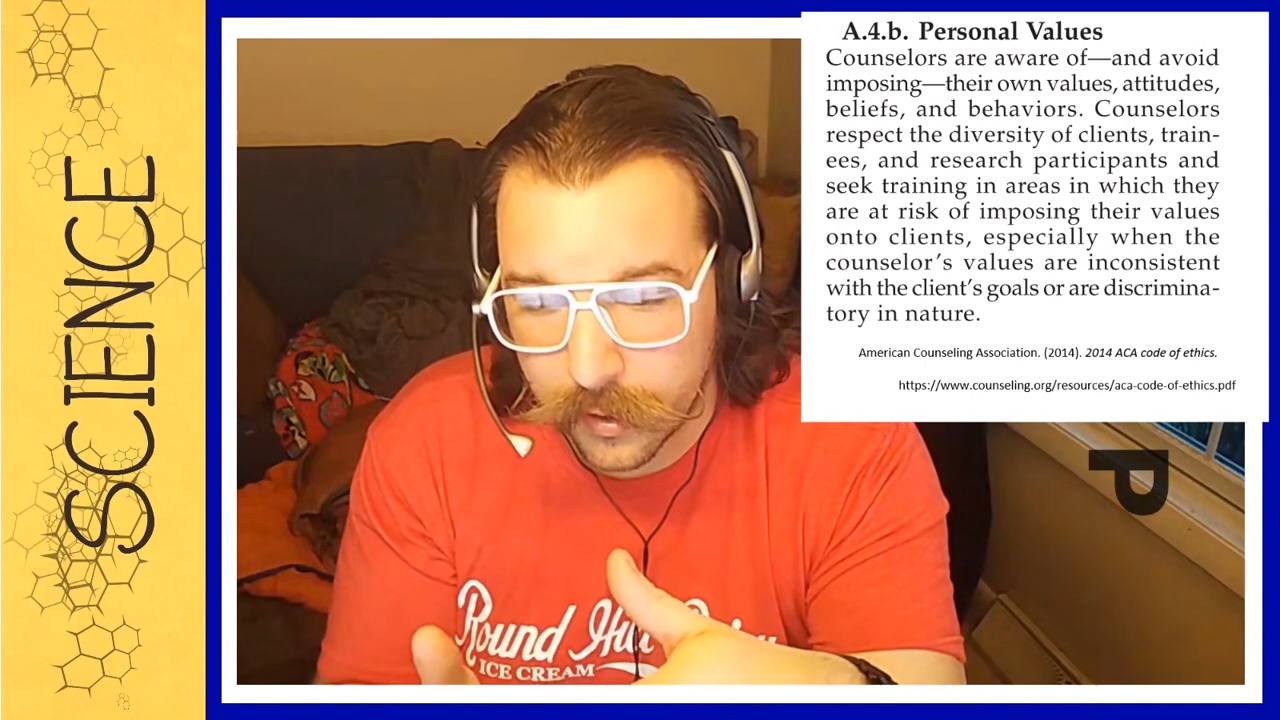 SCIENCE
A.4.b. Personal Values
Counselors are aware of—and avoid
imposing—their own values, attitudes,
beliefs, and behaviors. Counselors
respect the diversity of clients, train-
ees, and research participants and
seek training in areas in which they
are at risk of imposing their values
onto clients, especially when the
counselor's values are inconsistent
with the client's goals or are discrimina-
tory in nature.
American Counseling Association. (2014). 2014 ACA code of ethics.
https://www.counseling.org/resources/aca-code-of-ethics.pdf
P
Round
ICE CREAM